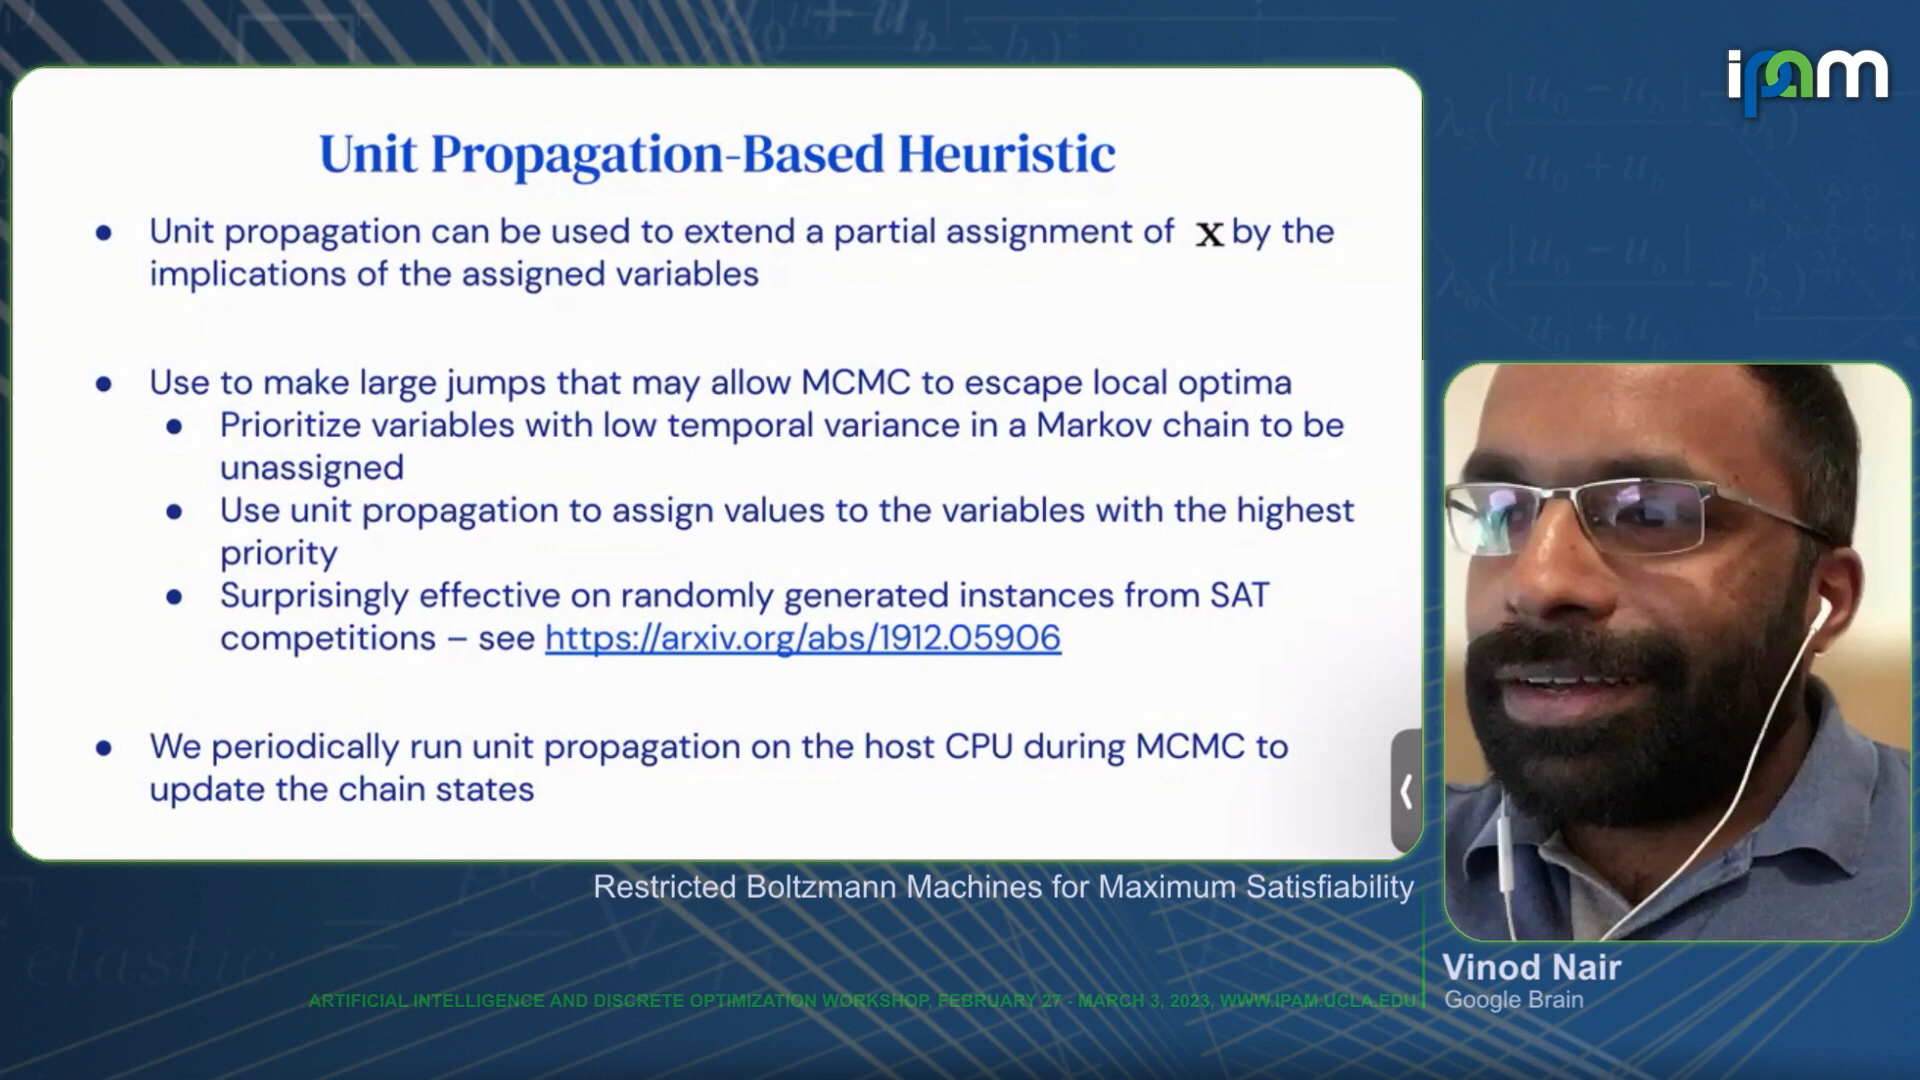 ipam
Unit Propagation-Based Heuristic
● Unit propagation can be used to extend a partial assignment of x by the
implications of the assigned variables
● Use to make large jumps that may allow MCMC to escape local optima
● Prioritize variables with low temporal variance in a Markov chain to be
unassigned
● Use unit propagation to assign values to the variables with the highest
priority
● Surprisingly effective on randomly generated instances from SAT
competitions – see https://arxiv.org/abs/1912.05906
● We periodically run unit propagation on the host CPU during MCMC to
update the chain states
Restricted Boltzmann Machines for Maximum Satisfiability
Vinod Nair
Google Brain
ARTIFICIAL INTELLIGENCE AND DISCRETE OPTIMIZATION WORKSHOP, FEBRUARY 27 - MARCH 3, 2023, WWW.IPAM.UCLA.EDU
elastic